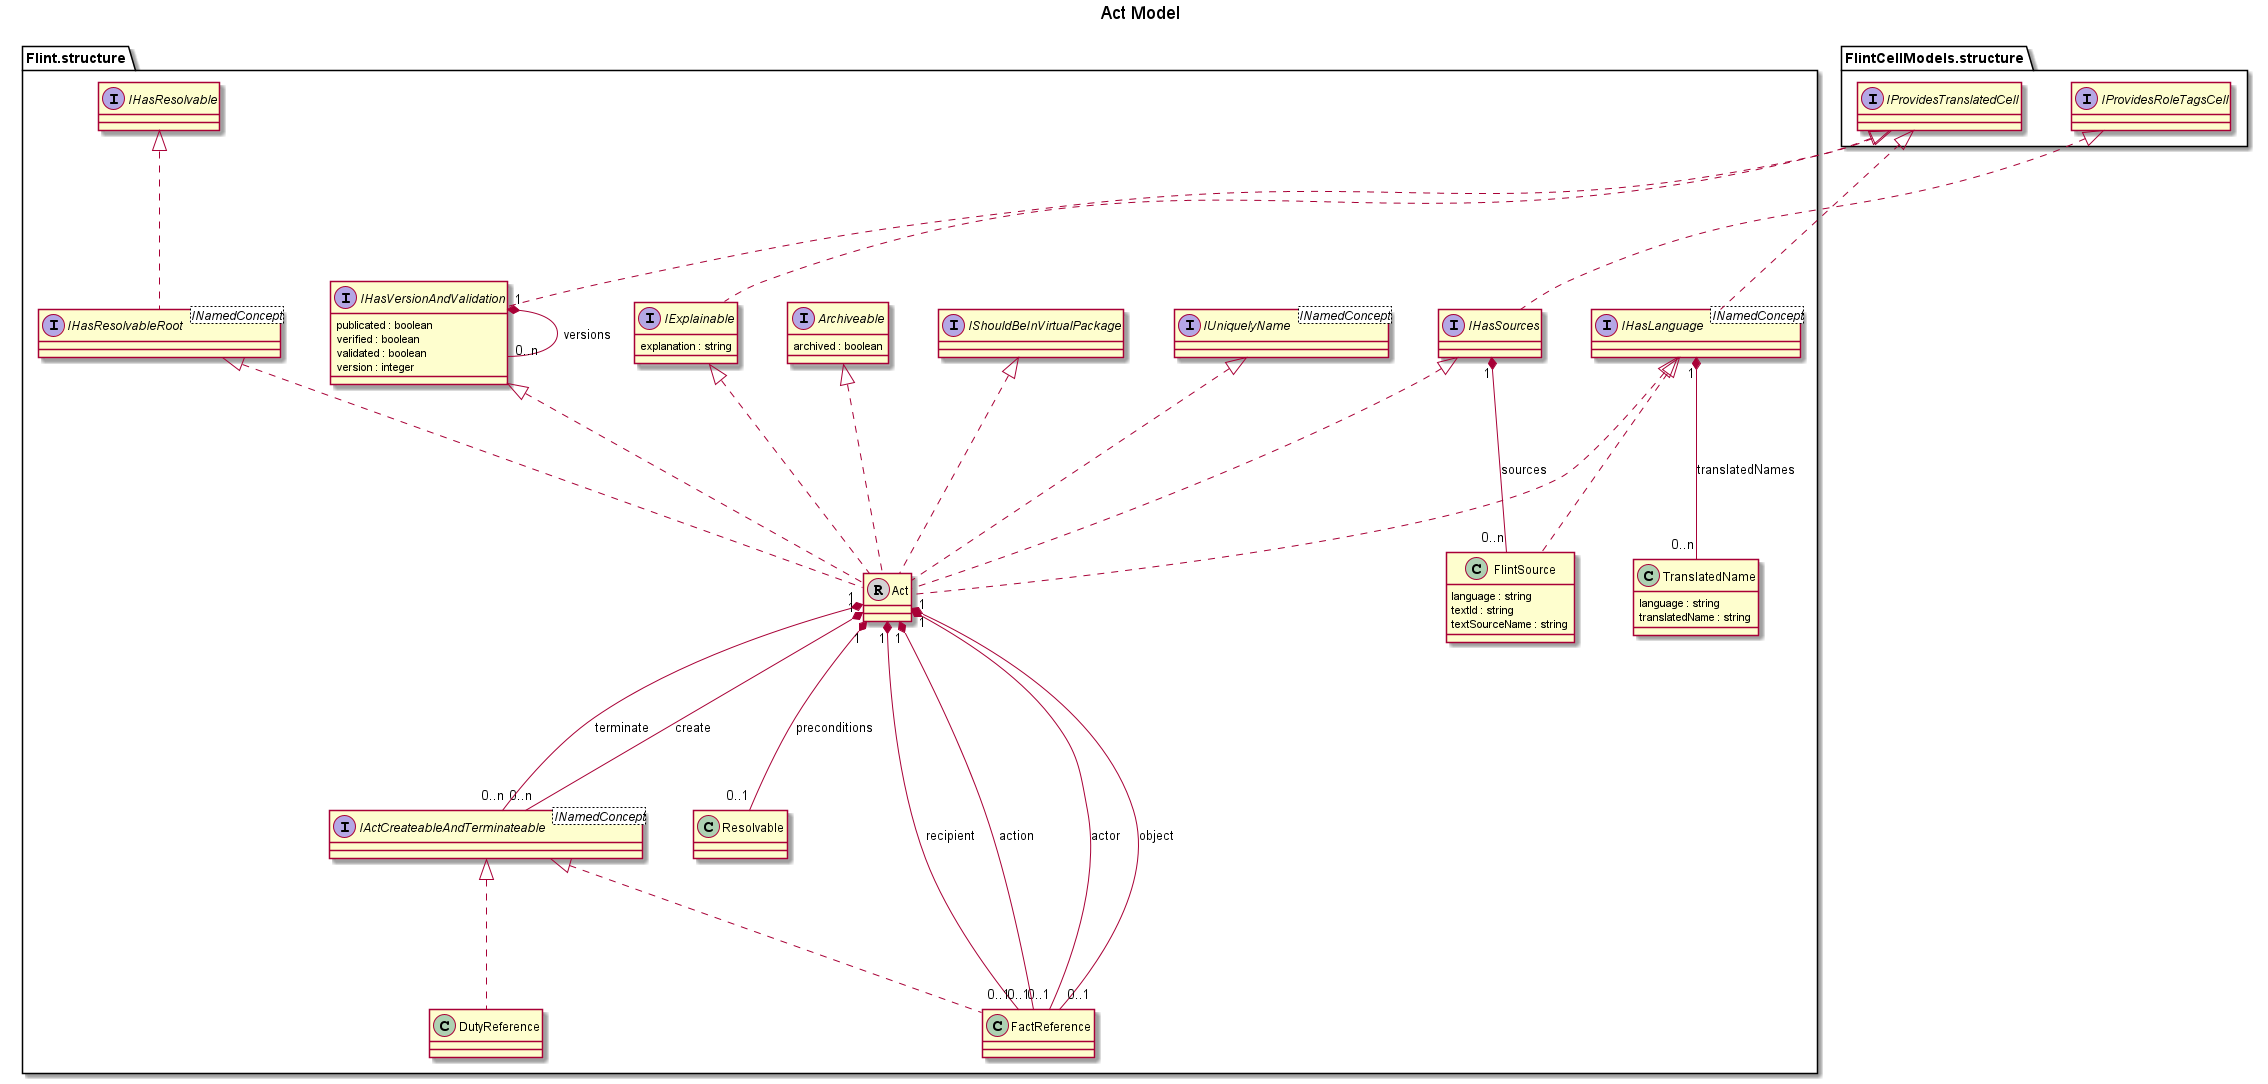 Act Model
Flint.structure
FlintCellModels.structure
I IHasResolvable
I IProvidesTranslatedCell
I IProvidesRoleTagsCell
I IHasResolvableRoot
INamedConcept
I IHasVersionAndValidation
publicated : boolean
verified : boolean
validated : boolean
version : integer
1
versions
0..n
I IExplainable
explanation : string
I Archiveable
archived : boolean
I IShouldBeInVirtualPackage
I IUniquelyName
INamedConcept
I IHasSources
I IHasLanguage
INamedConcept
1
1
sources
translatedNames
0..n
0..n
R Act
C FlintSource
language : string
textId : string
textSourceName : string
C TranslatedName
language : string
translatedName : string
1
1
1
1
1
1
1
terminate
create
preconditions
0..n
0..n
0..1
I IActCreateableAndTerminateable
INamedConcept
C Resolvable
recipient
action
actor
object
0..1
0..1
0..1
0..1
C DutyReference
C FactReference